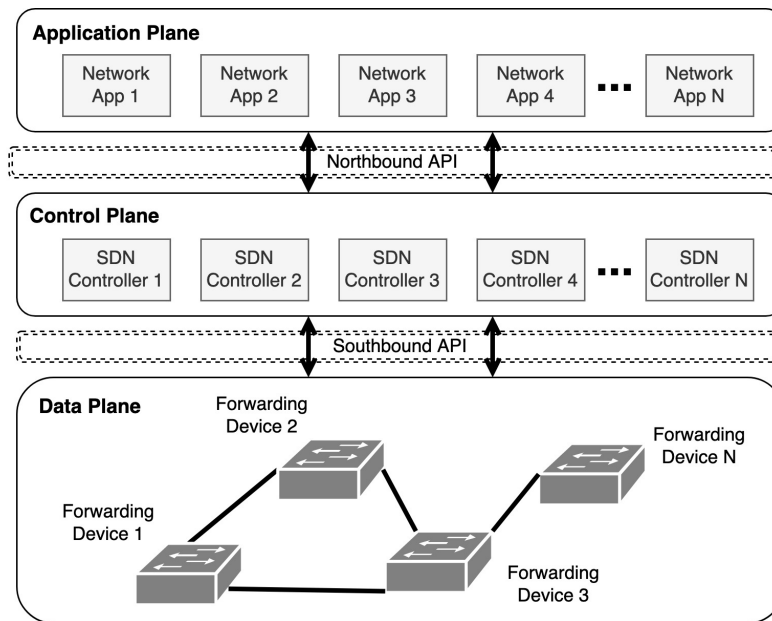 Application Plane
Network
App 1
Network
App 2
Network
App 3
Network
App 4
Network
App N
Northbound API
Control Plane
SDN
Controller 1
SDN
Controller 2
SDN
Controller 3
SDN
Controller 4
SDN
Controller N
Southbound API
Data Plane
Forwarding
Device 2
Forwarding
Device N
Forwarding
Device 1
Forwarding
Device 3